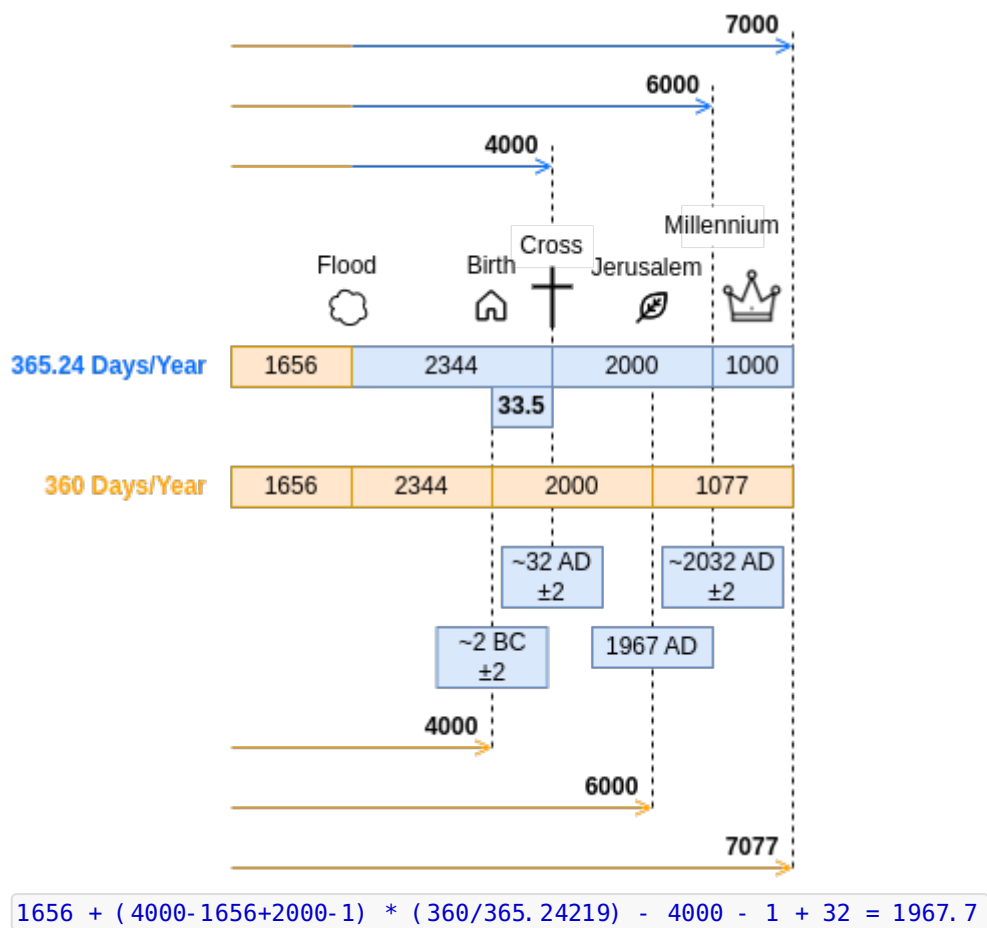 7000
6000
4000
Millennium
Cross
Flood
Birth
Jerusalem
365.24 Days/Year
1656
2344
2000
1000
33.5
360 Days/Year
1656
2344
2000
1077
~32 AD
±2
~2032 AD
±2
~2 BC
±2
1967 AD
4000
6000
7077
1656 + (4000-1656+2000-1) * (360/365.24219) - 4000 - 1 + 32 = 1967.7